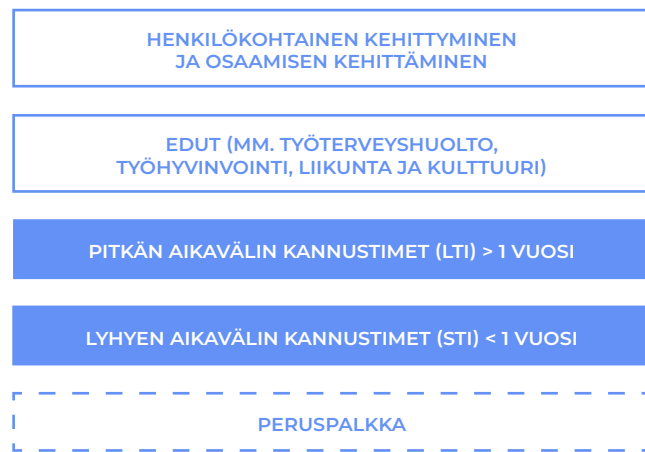 HENKILÖKOHTAINEN KEHITTYMINEN
JA OSAAMISEN KEHITTÄMINEN
EDUT (MM. TYÖTERVEYSHUOLTO,
TYÖHYVINVOINTI, LIIKUNTA JA KULTTUURI)
PITKÄN AIKAVÄLIN KANNUSTIMET (LTI) > 1 VUOSI
LYHYEN AIKAVÄLIN KANNUSTIMET (STI) < 1 VUOSI
PERUSPALKKA